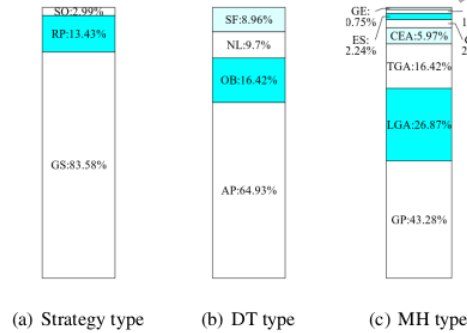 SO:2.99%
RP:13.43%
GS:83.58%
(a) Strategy type
SF:8.96%
NL:9.7%
OB:16.42%
AP:64.93%
(b) DT type
GE:
0.75%
ES:
2.24%
CEA:5.97%
TGA:16.42%
LGA:26.87%
GP:43.28%
(c) MH type